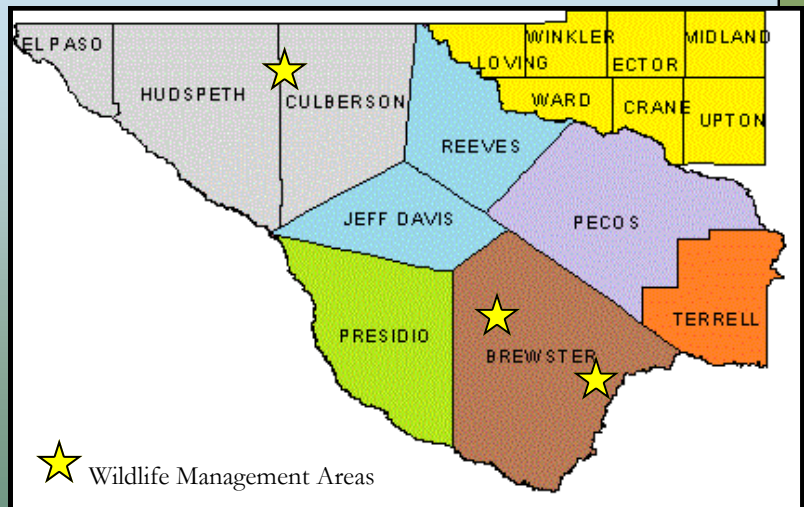 EL PASO
HUDSPETH
CULBERSON
LOVING
WINKLER
ECTOR
MIDLAND
WARD
CRANE
UPTON
REEVES
JEFF DAVIS
PECOS
PRESIDIO
BREWSTER
TERRELL
Wildlife Management Areas